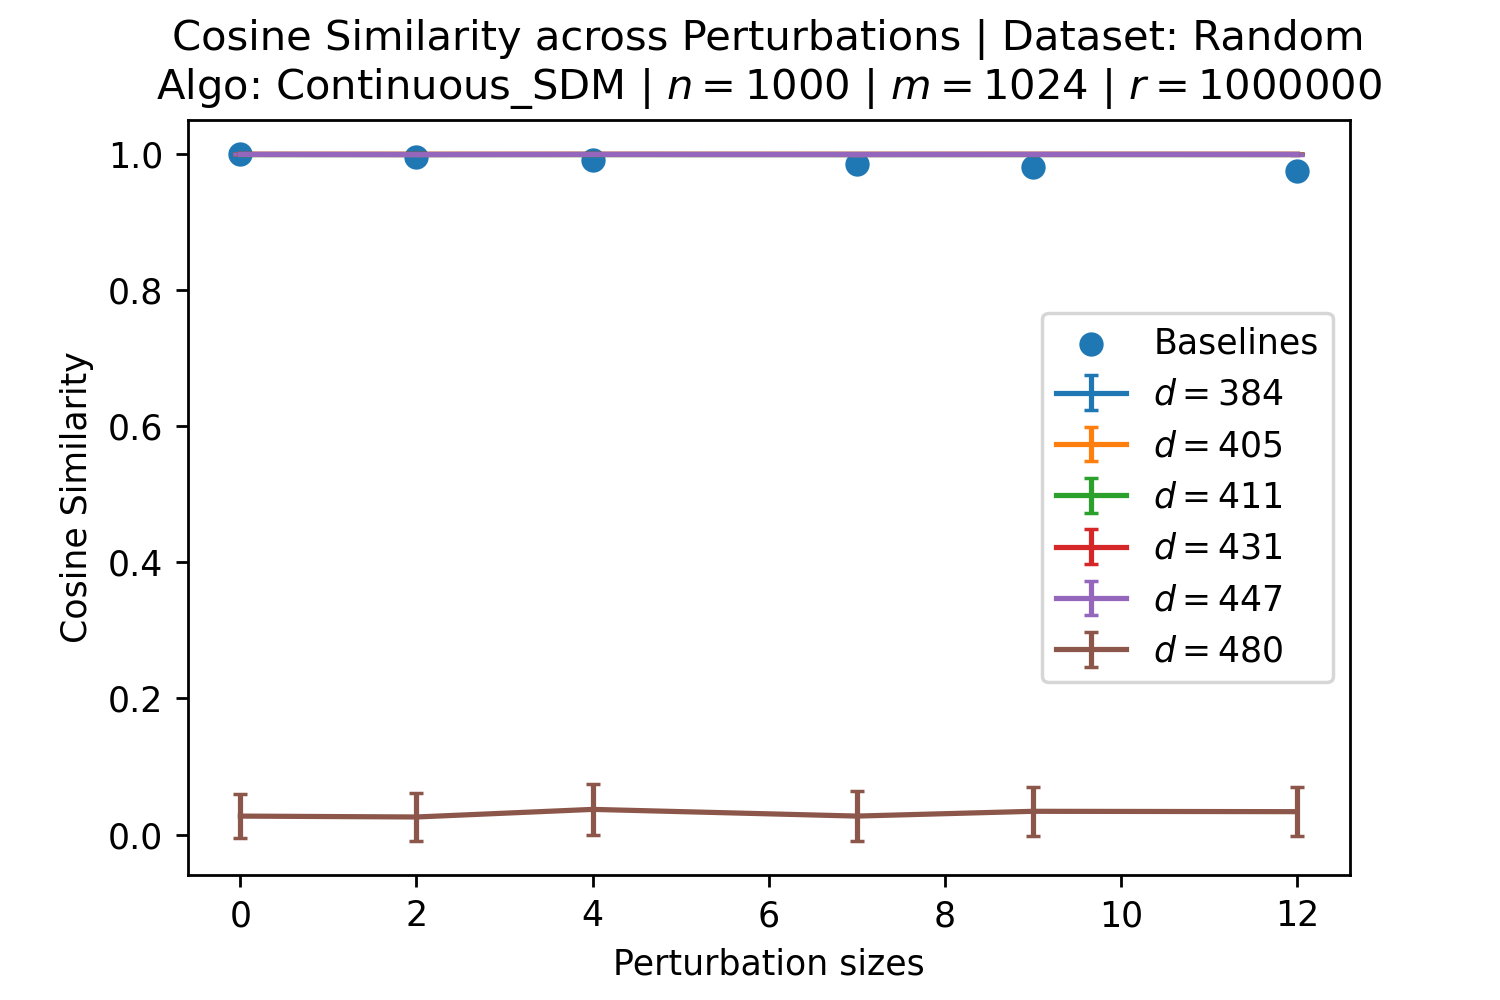 Cosine Similarity across Perturbations | Dataset: Random
Algo: Continuous_SDM | n = 1000 | m = 1024 | r = 1000000
1.0
0.8
0.6
0.4
0.2
0.0
Cosine Similarity
Baselines
d = 384
d = 405
d = 411
d = 431
d = 447
d = 480
0 2 4 6 8 10 12
Perturbation sizes